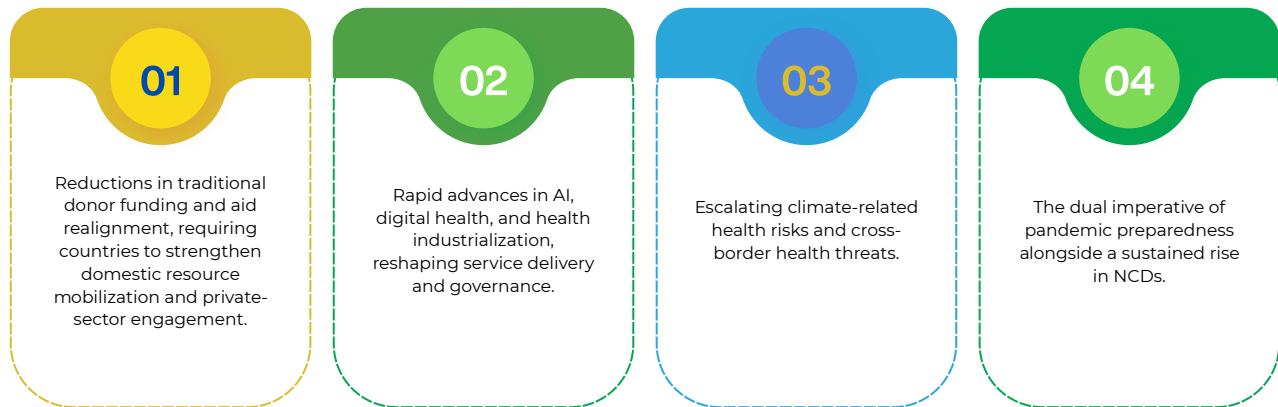 01
Reductions in traditional
donor funding and aid
realignment, requiring
countries to strengthen
domestic resource
mobilization and private-
sector engagement.
02
Rapid advances in AI,
digital health, and health
industrialization,
reshaping service delivery
and governance.
03
Escalating climate-related
health risks and cross-
border health threats.
04
The dual imperative of
pandemic preparedness
alongside a sustained rise
in NCDs.